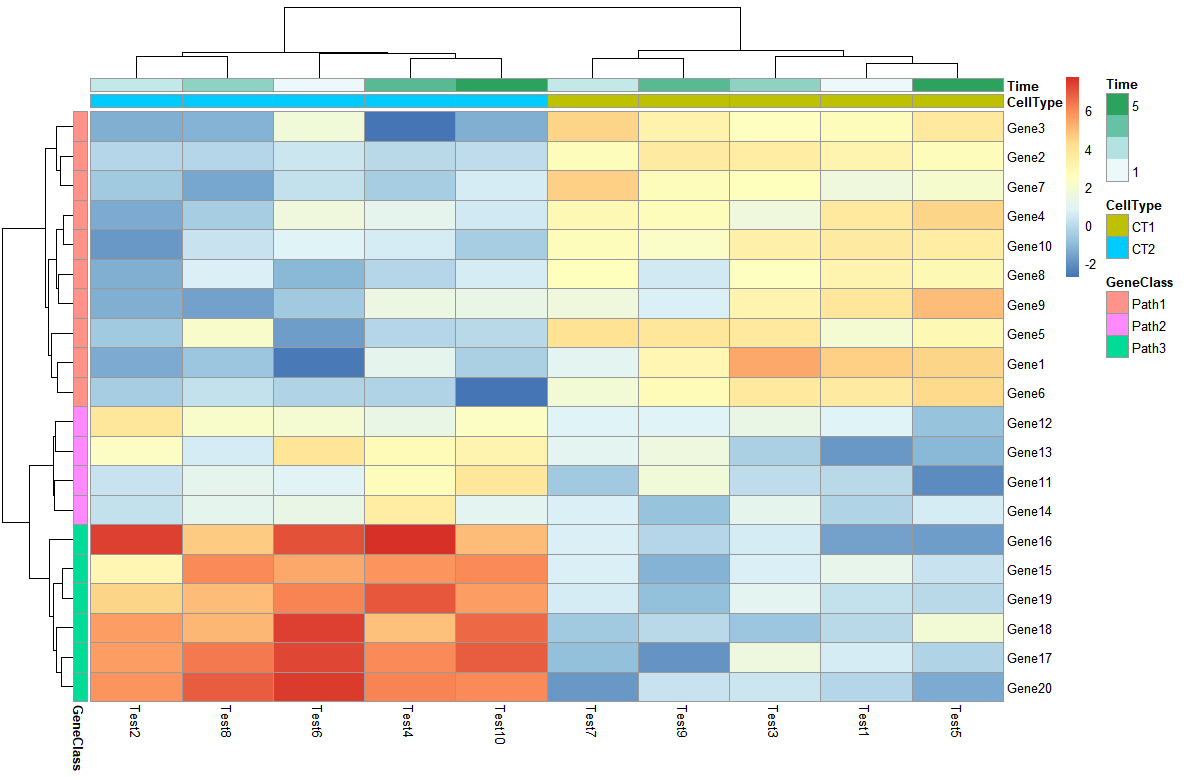 Time
CellType
Gene3
Gene2
Gene7
Gene4
Gene10
Gene8
Gene9
Gene5
Gene1
Gene6
Gene12
Gene13
Gene11
Gene14
Gene16
Gene15
Gene19
Gene18
Gene17
Gene20
GeneClass
Test2
Test8
Test6
Test4
Test10
Test7
Test9
Test3
Test1
Test5
6
4
2
0
-2
Time
5
1
CellType
CT1
CT2
GeneClass
Path1
Path2
Path3